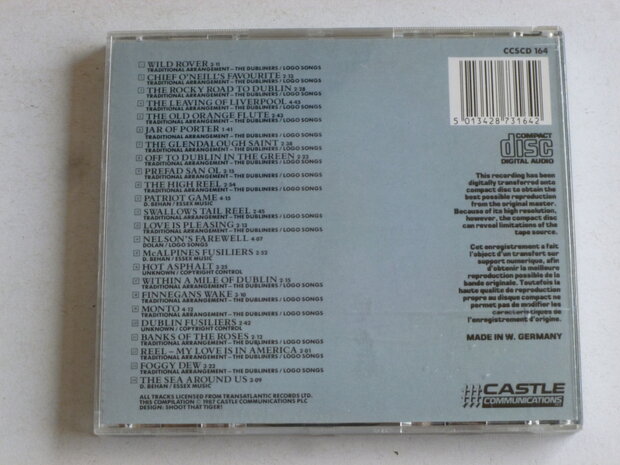 WILD ROVER 2-11
TRADITIONAL ARRANGEMENT – THE DUBLINERS / LOGO SONGS
CHIEF O'NEILL'S FAVOURITE 2-12
TRADITIONAL ARRANGEMENT – THE DUBLINERS / LOGO SONGS
THE ROCKY ROAD TO DUBLIN 2-28
TRADITIONAL ARRANGEMENT – THE DUBLINERS / LOGO SONGS
THE LEAVING OF LIVERPOOL 4-43
TRADITIONAL ARRANGEMENT – THE DUBLINERS / LOGO SONGS
THE OLD ORANGE FLUTE 2-43
TRADITIONAL ARRANGEMENT – THE DUBLINERS / LOGO SONGS
JAR OF PORTER 1-41
TRADITIONAL ARRANGEMENT – THE DUBLINERS / LOGO SONGS
THE GLENDALOUGH SAINT 2-38
TRADITIONAL ARRANGEMENT – THE DUBLINERS / LOGO SONGS
OFF TO DUBLIN IN THE GREEN 2-22
TRADITIONAL ARRANGEMENT – THE DUBLINERS / LOGO SONGS
PREFAD SAN OL 2-15
TRADITIONAL ARRANGEMENT – THE DUBLINERS / LOGO SONGS
THE HIGH REEL 2-54
TRADITIONAL ARRANGEMENT – THE DUBLINERS / LOGO SONGS
PATRIOT GAME 4-15
D. BEHAN / ESSEX MUSIC
SWALLOWS TAIL REEL 2-45
TRADITIONAL ARRANGEMENT – THE DUBLINERS / LOGO SONGS
LOVE IS PLEASING 2-12
TRADITIONAL ARRANGEMENT – THE DUBLINERS / LOGO SONGS
NELSON'S FAREWELL 4-07
DOLAN / LOGO SONGS
McALPINES FUSILIERS 2-52
D. BEHAN / ESSEX MUSIC
HOT ASPHALT 2-25
UNKNOWN / COPYRIGHT CONTROL
WITHIN A MILE OF DUBLIN 2-15
TRADITIONAL ARRANGEMENT – THE DUBLINERS / LOGO SONGS
FINNEGANS WAKE 2-10
TRADITIONAL ARRANGEMENT – THE DUBLINERS / LOGO SONGS
MONTO 4-12
TRADITIONAL ARRANGEMENT – THE DUBLINERS / LOGO SONGS
DUBLIN FUSILIERS 2-42
UNKNOWN / COPYRIGHT CONTROL
BANKS OF THE ROSES 2-12
TRADITIONAL ARRANGEMENT – THE DUBLINERS / LOGO SONGS
REEL – MY LOVE IS IN AMERICA 2-01
TRADITIONAL ARRANGEMENT – THE DUBLINERS / LOGO SONGS
FOGGY DEW 2-22
TRADITIONAL ARRANGEMENT – THE DUBLINERS / LOGO SONGS
THE SEA AROUND US 2-09
D. BEHAN / ESSEX MUSIC
ALL TRACKS LICENSED FROM TRANSATLANTIC RECORDS LTD.
THIS COMPILATION © 1987 CASTLE COMMUNICATIONS PLC
DESIGN: SHOOT THAT TIGER!
CCSCD 164
5 013428 731642
COMPACT
disc
DIGITAL AUDIO
This recording has been
digitally transferred onto
compact disc to obtain the
best possible reproduction
from the original master.
Because of its high resolution,
however, the compact disc
can reveal limitations of the
tape source.
Cet enregistrement a fait
l'objet d'un transfert sur
support numerique, afin
d'obtenir la meilleure
reproduction possible de la
bande originale. Toutefois la
haute qualite de reproduction
propre au disque compact ne
permet pas de modifier les
caracteristiques de
l'enregistrement d'origine.
MADE IN W. GERMANY
CASTLE
COMMUNICATIONS